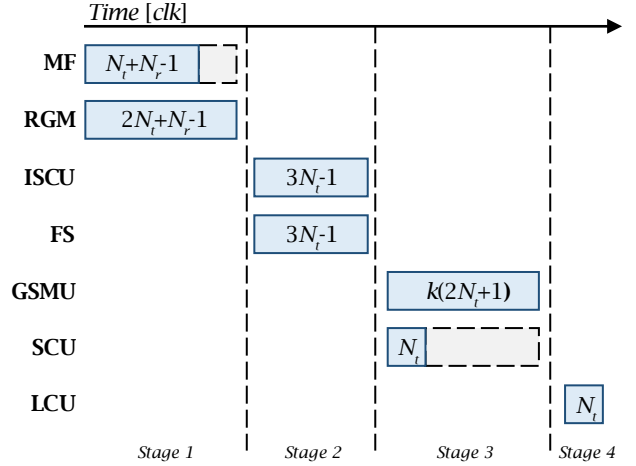 Time [clk]
MF N_t+N_r-1
RGM 2N_t+N_r-1
ISCU 3N_t-1
FS 3N_t-1
GSMU k(2N_t+1)
SCU N_t
LCU N_t
Stage 1 Stage 2 Stage 3 Stage 4